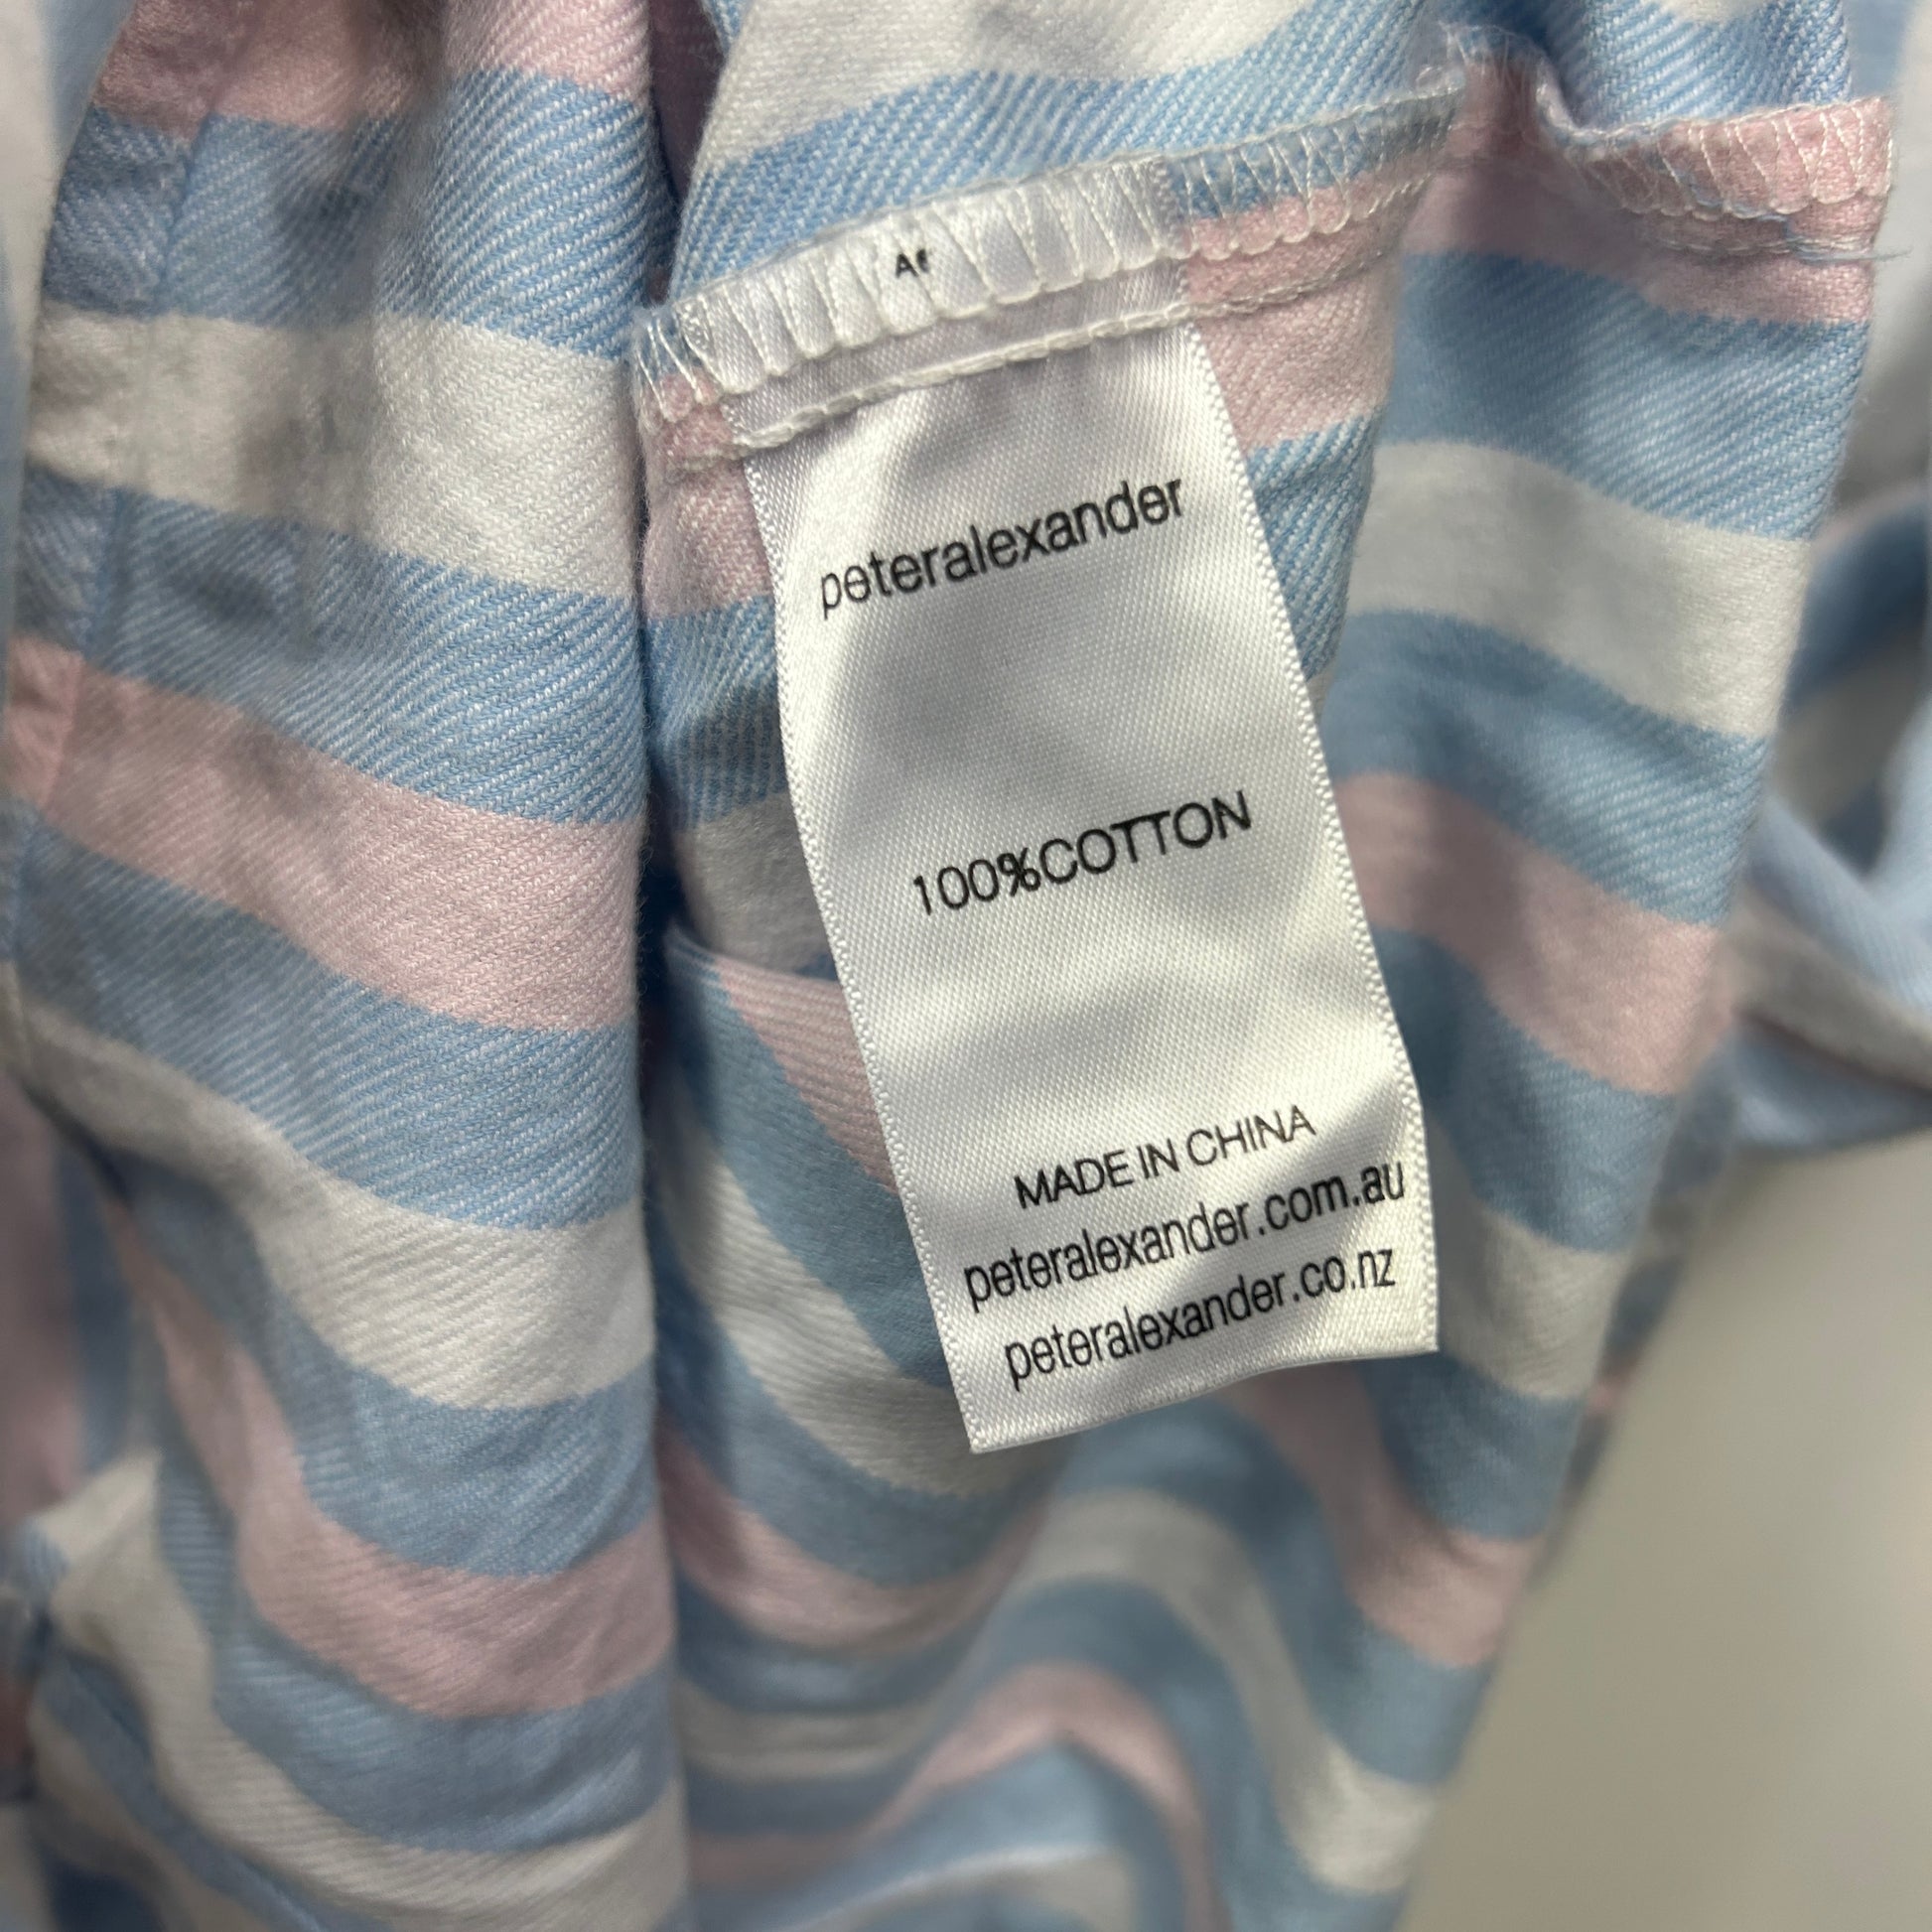 peteralexander
100%COTTON
MADE IN CHINA
peteralexander.com.au
peteralexander.co.nz